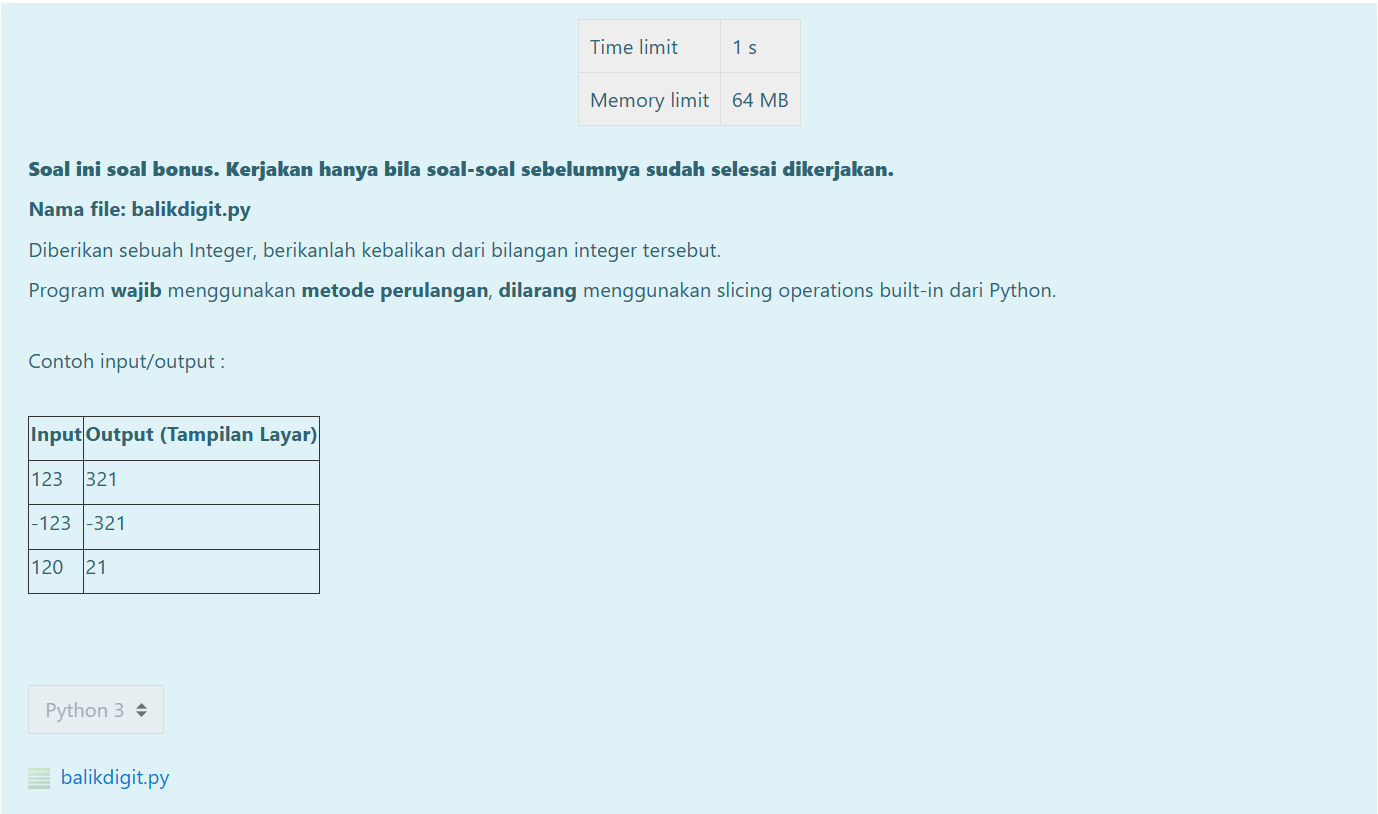 Time limit 1 s
Memory limit 64 MB
Soal ini soal bonus. Kerjakan hanya bila soal-soal sebelumnya sudah selesai dikerjakan.
Nama file: balikdigit.py
Diberikan sebuah Integer, berikanlah kebalikan dari bilangan integer tersebut.
Program wajib menggunakan metode perulangan, dilarang menggunakan slicing operations built-in dari Python.
Contoh input/output :
Input Output (Tampilan Layar)
123 321
-123 -321
120 21
Python 3
balikdigit.py